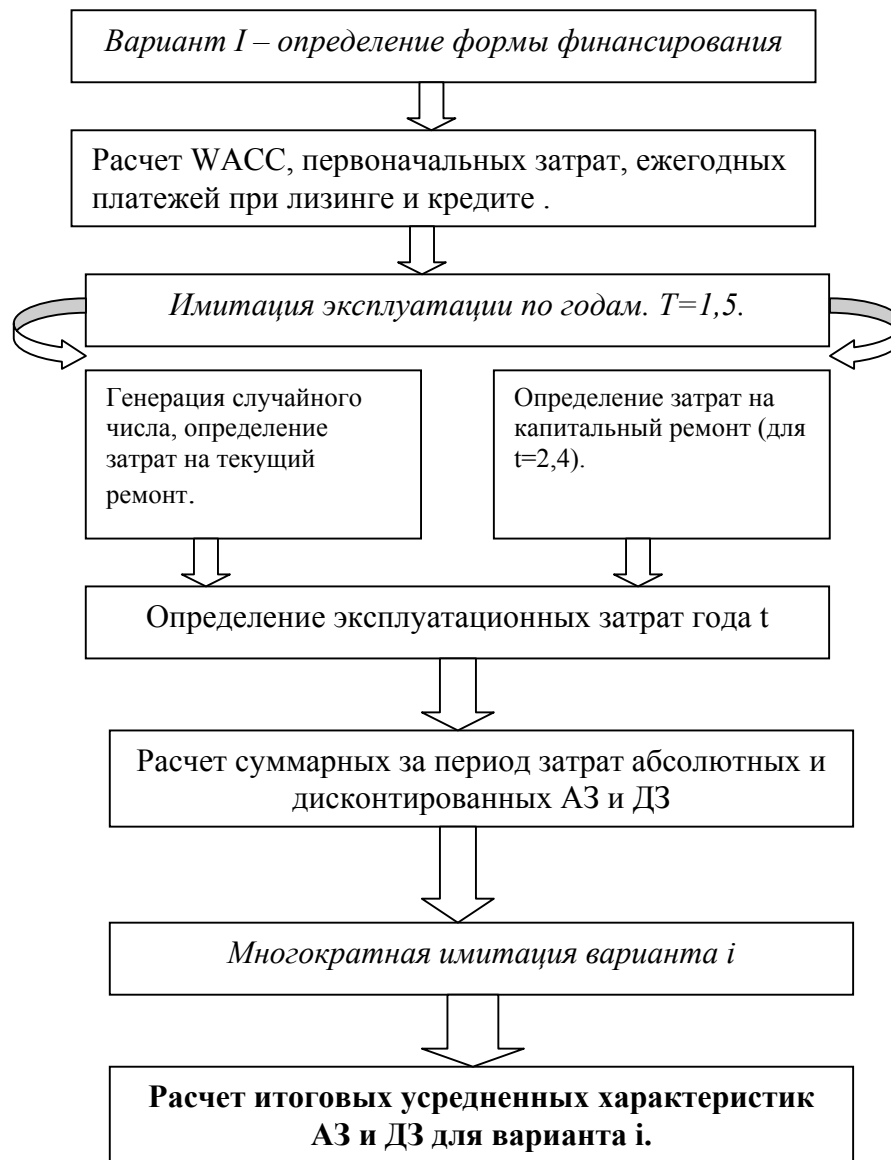 Вариант I – определение формы финансирования
Расчет WACC, первоначальных затрат, ежегодных
платежей при лизинге и кредите .
Имитация эксплуатации по годам. T=1,5.
Генерация случайного
числа, определение
затрат на текущий
ремонт.
Определение затрат на
капитальный ремонт (для
t=2,4).
Определение эксплуатационных затрат года t
Расчет суммарных за период затрат абсолютных и
дисконтированных АЗ и ДЗ
Многократная имитация варианта i
Расчет итоговых усредненных характеристик
АЗ и ДЗ для варианта i.